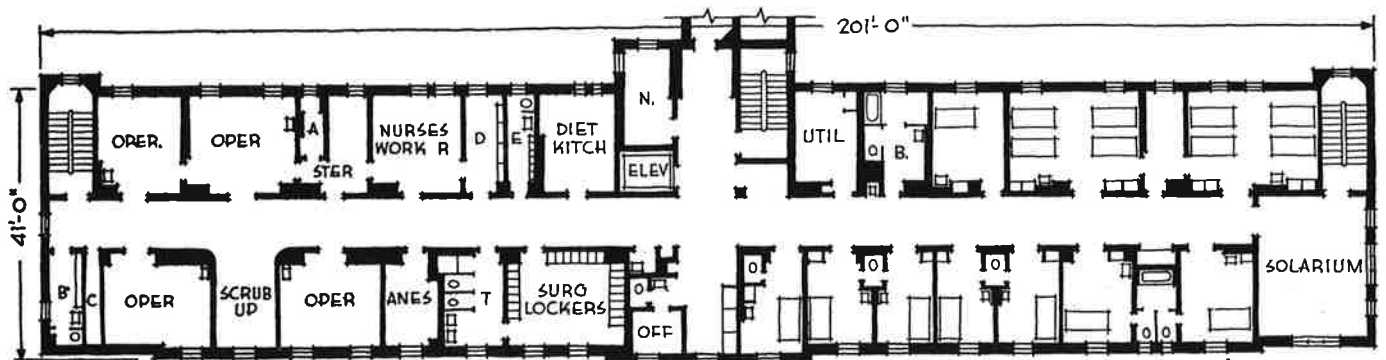 201'-0"
41'-0"
OPER.
OPER
A
STER
NURSES
WORK R
D
E
DIET
KITCH
N.
ELEV
UTIL
B.
B.
C
OPER
SCRUB
UP
OPER
ANES
T
SURG
LOCKERS
OFF
SOLARIUM